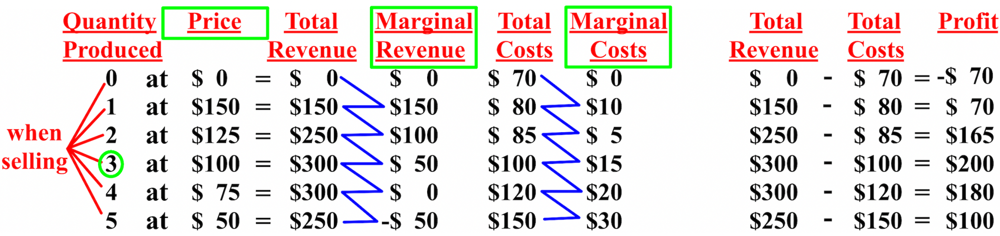 Quantity Price Total Marginal Total Marginal Total Total Profit
Produced Revenue Revenue Costs Costs Revenue Costs
0 at $ 0 = $ 0 $ 0 $ 70 $ 0 $ 0 - $ 70 = -$ 70
1 at $150 = $150 $150 $ 80 $10 $150 - $ 80 = $ 70
when
2 at $125 = $250 $100 $ 85 $ 5 $250 - $ 85 = $165
selling
3 at $100 = $300 $ 50 $100 $15 $300 - $100 = $200
4 at $ 75 = $300 $ 0 $120 $20 $300 - $120 = $180
5 at $ 50 = $250 -$ 50 $150 $30 $250 - $150 = $100